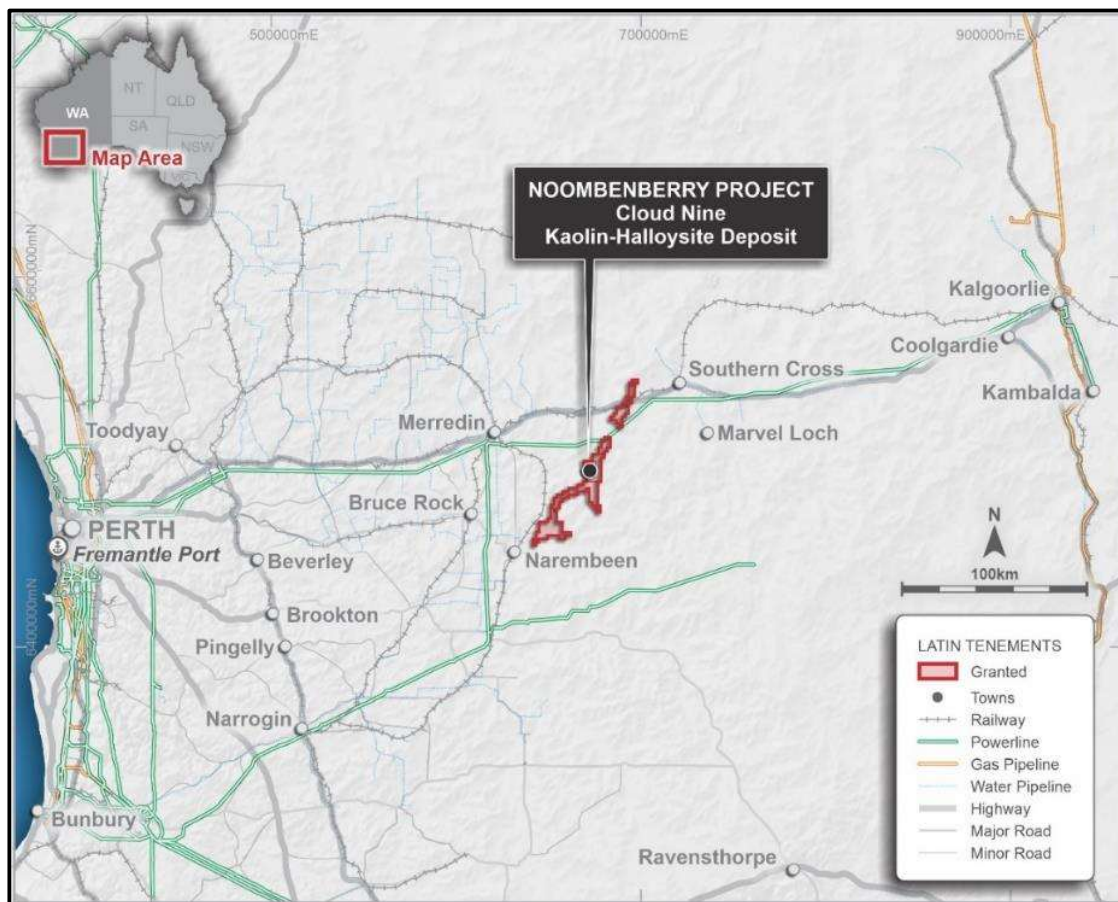 500000mE
700000mE
900000mE
NT
QLD
WA
SA
NSW
Map Area
NOOMBENBERRY PROJECT
Cloud Nine
Kaolin-Halloysite Deposit
6600000mN
Kalgoorlie
Coolgardie
Southern Cross
Kambalda
Merredin
Toodyay
Marvel Loch
Bruce Rock
PERTH
Fremantle Port
Narembeen
Beverley
N
100km
Brookton
6400000mN
Pingelly
Narrogin
Bunbury
Ravensthorpe
LATIN TENEMENTS
Granted
Towns
Railway
Powerline
Gas Pipeline
Water Pipeline
Highway
Major Road
Minor Road